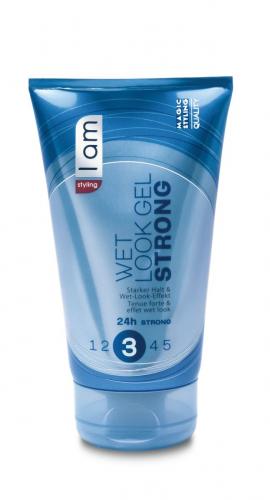 MAGIC
STYLING
QUALITY
I am
styling
WET
LOOK GEL
STRONG
Starker Halt &
Wet-Look-Effekt
Tenue forte &
effet wet look
24h STRONG
1 2 3 4 5